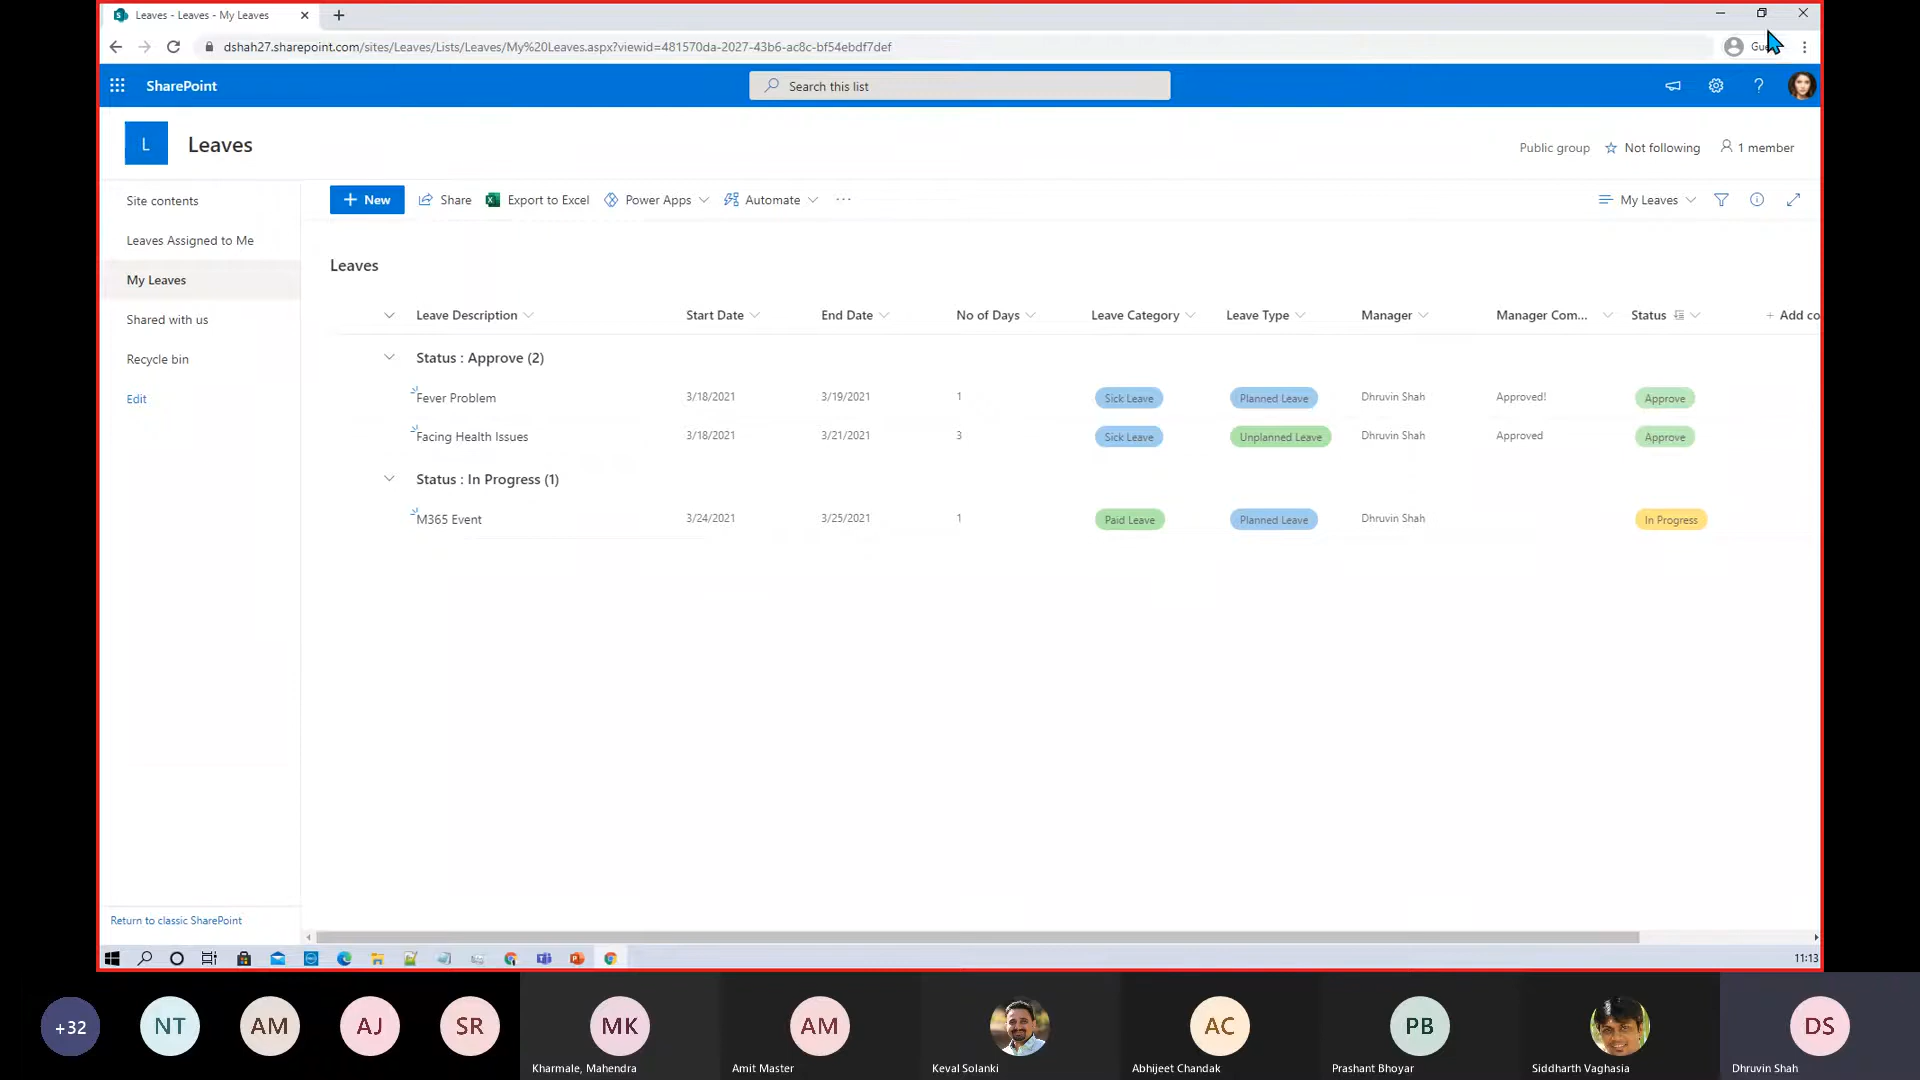 Leaves - Leaves - My Leaves
dshah27.sharepoint.com/sites/Leaves/Lists/Leaves/My%20Leaves.aspx?viewid=481570da-2027-43b6-ac8c-bf54ebdf7def
SharePoint
Search this list
L
Leaves
Public group
Not following
1 member
Site contents
Leaves Assigned to Me
My Leaves
Shared with us
Recycle bin
Edit
Return to classic SharePoint
New
Share
Export to Excel
Power Apps
Automate
My Leaves
Leaves
Leave Description Start Date End Date No of Days Leave Category Leave Type Manager Manager Com... Status + Add co
Status : Approve (2)
Fever Problem 3/18/2021 3/19/2021 1 Sick Leave Planned Leave Dhruvin Shah Approved! Approve
Facing Health Issues 3/18/2021 3/21/2021 3 Sick Leave Unplanned Leave Dhruvin Shah Approved Approve
Status : In Progress (1)
M365 Event 3/24/2021 3/25/2021 1 Paid Leave Planned Leave Dhruvin Shah In Progress
11:13
+32
NT
AM
AJ
SR
MK
Kharmale, Mahendra
AM
Amit Master
Keval Solanki
AC
Abhijeet Chandak
PB
Prashant Bhoyar
Siddharth Vaghasia
DS
Dhruvin Shah